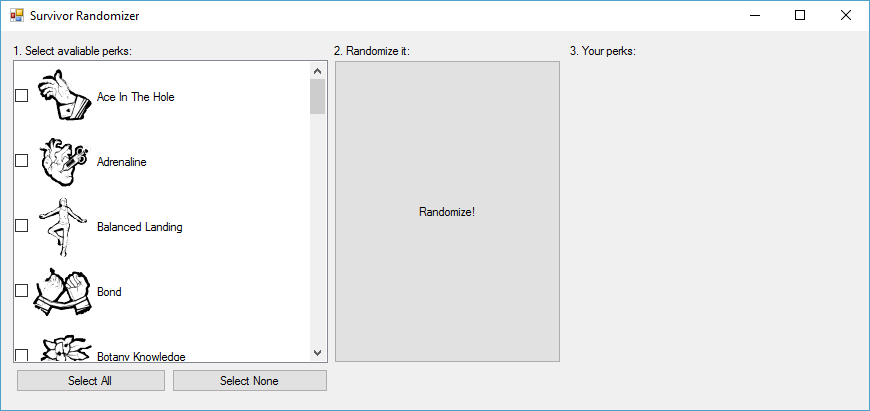 Survivor Randomizer
1. Select avaliable perks:
2. Randomize it:
3. Your perks:
Ace In The Hole
Adrenaline
Balanced Landing
Bond
Botany Knowledge
Randomize!
Select All
Select None